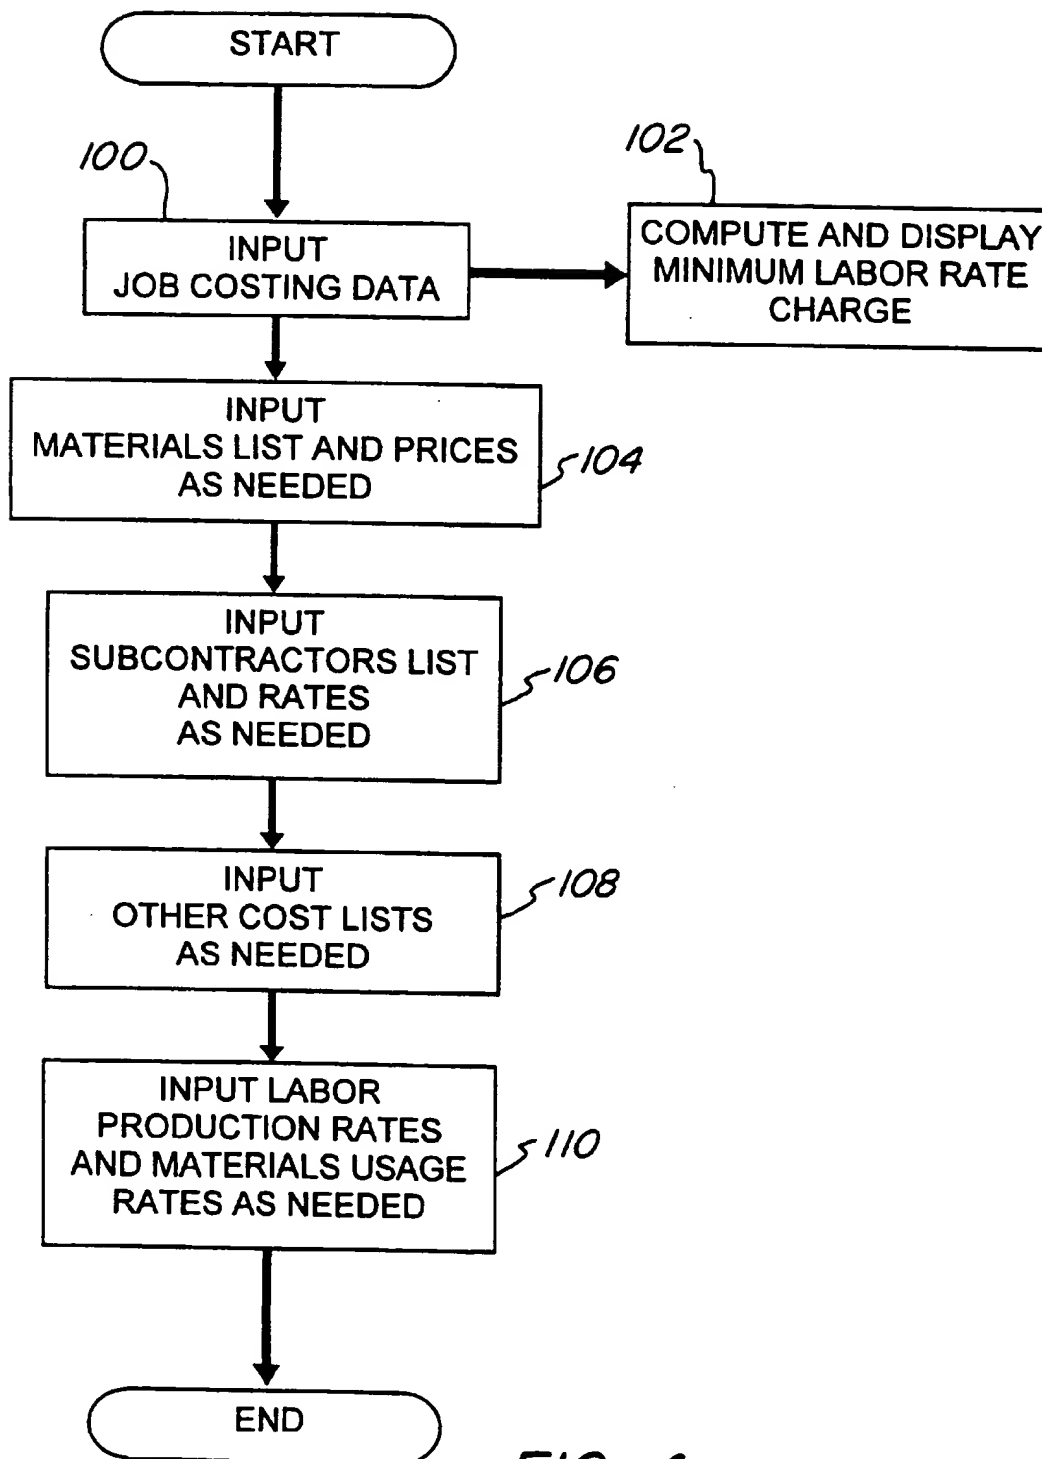 START
100
102
INPUT
JOB COSTING DATA
COMPUTE AND DISPLAY
MINIMUM LABOR RATE
CHARGE
INPUT
MATERIALS LIST AND PRICES
AS NEEDED
104
INPUT
SUBCONTRACTORS LIST
AND RATES
AS NEEDED
106
INPUT
OTHER COST LISTS
AS NEEDED
108
INPUT LABOR
PRODUCTION RATES
AND MATERIALS USAGE
RATES AS NEEDED
110
END